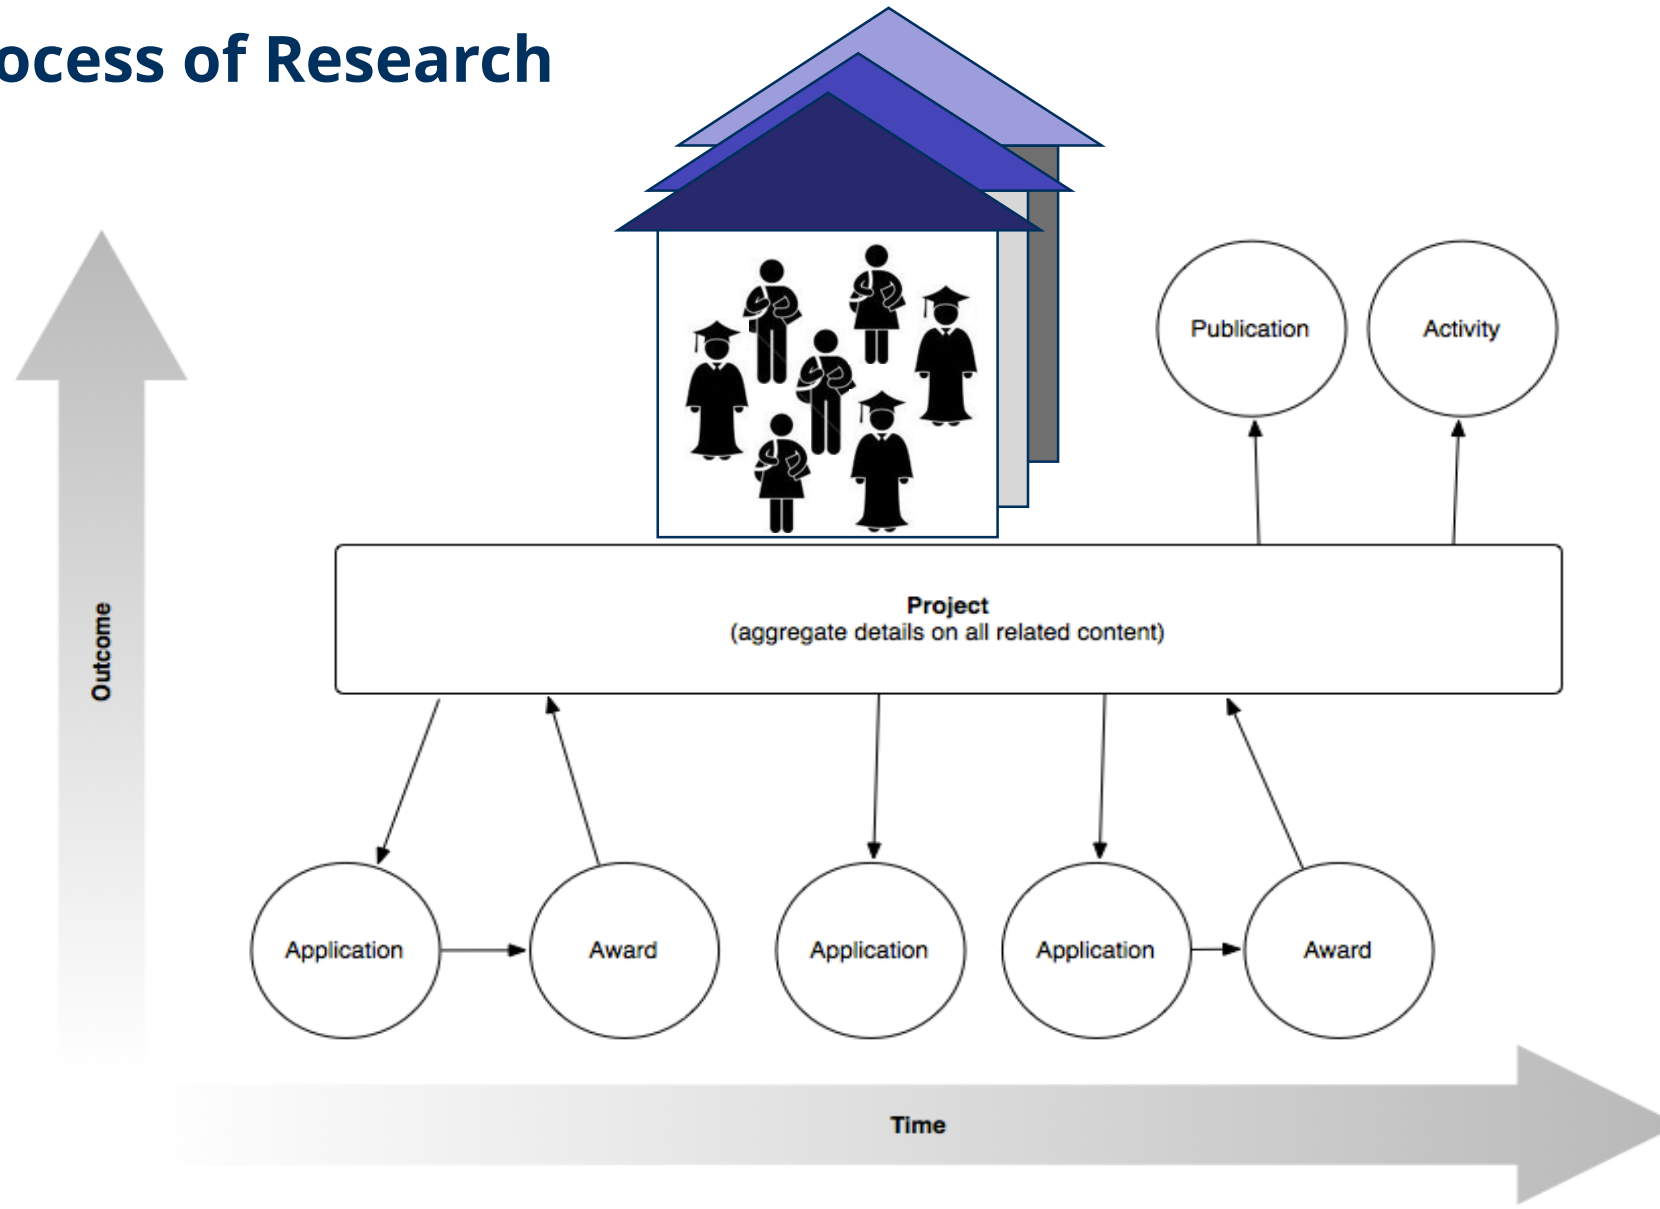 ocess of Research
Publication
Activity
Project
(aggregate details on all related content)
Outcome
Application
Award
Application
Application
Award
Time